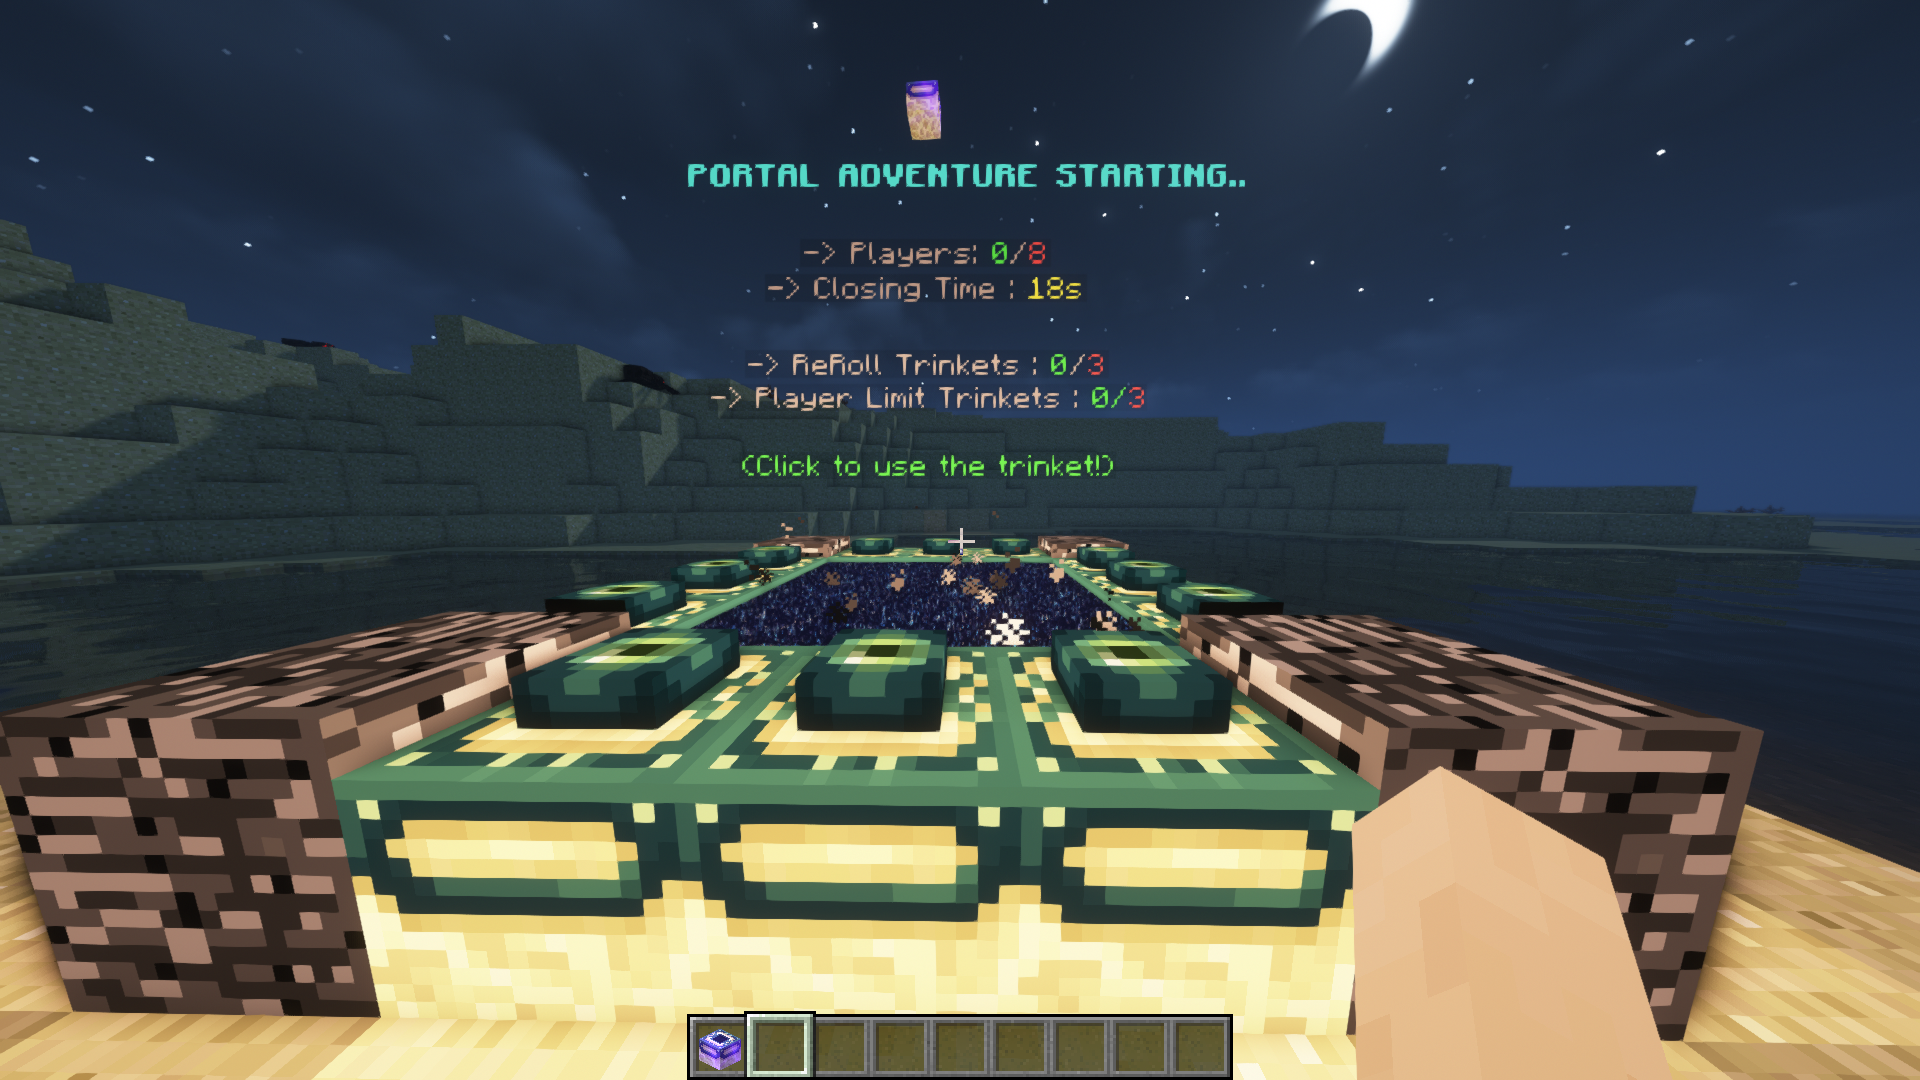 PORTAL ADVENTURE STARTING..
-> Players: 0/8
-> Closing Time : 18s
-> ReRoll Trinkets : 0/3
-> Player Limit Trinkets : 0/3
(Click to use the trinket!)